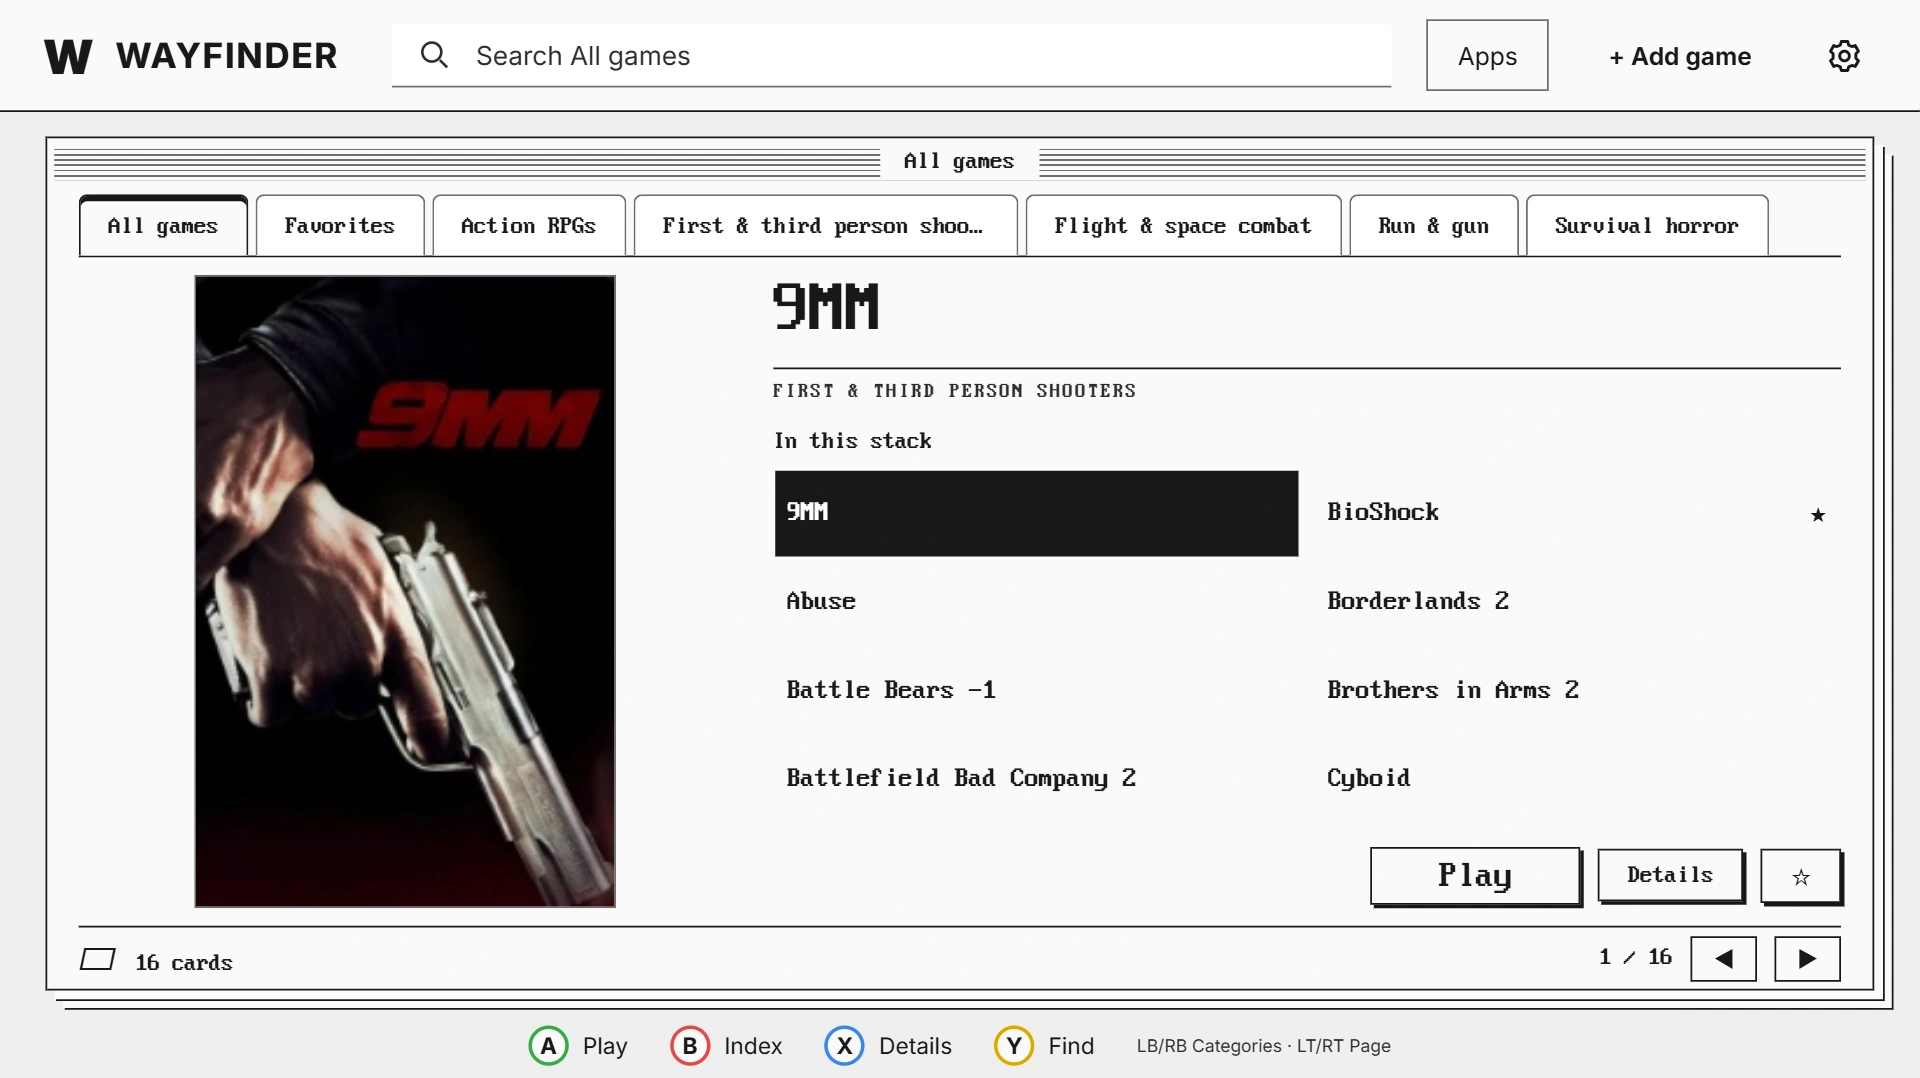 W WAYFINDER
Search All games
Apps
+ Add game
All games
All games
Favorites
Action RPGs
First & third person shoo…
Flight & space combat
Run & gun
Survival horror
9MM
9MM
FIRST & THIRD PERSON SHOOTERS
In this stack
9MM
BioShock ★
Abuse
Borderlands 2
Battle Bears -1
Brothers in Arms 2
Battlefield Bad Company 2
Cyboid
Play
Details
☆
16 cards
1 / 16
◀ ▶
A Play
B Index
X Details
Y Find
LB/RB Categories · LT/RT Page